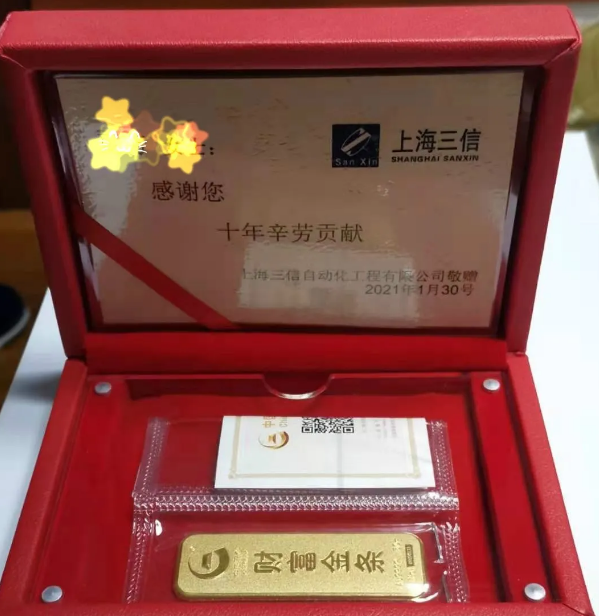 San Xin
上海三信
SHANGHAI SANXIN
感谢您
十年辛劳贡献
上海三信自动化工程有限公司敬赠
2021年1月30号
财富金条